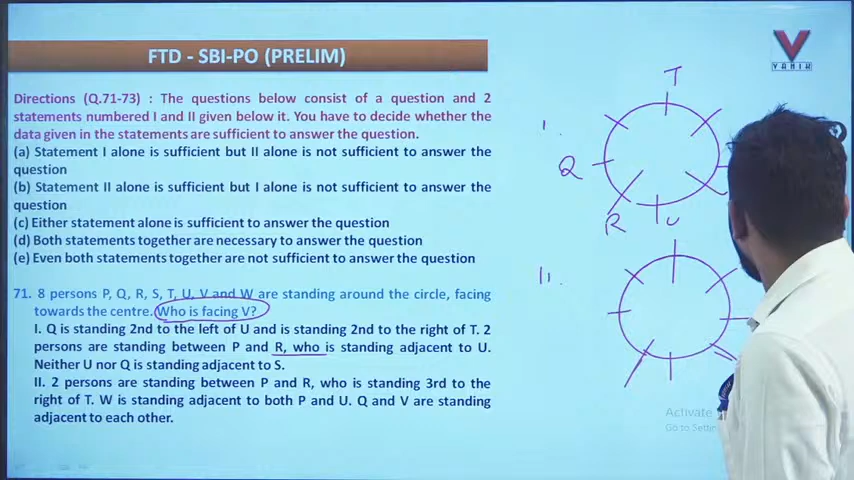 FTD - SBI-PO (PRELIM)
VANIK
Directions (Q.71-73) : The questions below consist of a question and 2
statements numbered I and II given below it. You have to decide whether the
data given in the statements are sufficient to answer the question.
(a) Statement I alone is sufficient but II alone is not sufficient to answer the
question
(b) Statement II alone is sufficient but I alone is not sufficient to answer the
question
(c) Either statement alone is sufficient to answer the question
(d) Both statements together are necessary to answer the question
(e) Even both statements together are not sufficient to answer the question
71. 8 persons P, Q, R, S, T, U, V and W are standing around the circle, facing
towards the centre. Who is facing V?
I. Q is standing 2nd to the left of U and is standing 2nd to the right of T. 2
persons are standing between P and R, who is standing adjacent to U.
Neither U nor Q is standing adjacent to S.
II. 2 persons are standing between P and R, who is standing 3rd to the
right of T. W is standing adjacent to both P and U. Q and V are standing
adjacent to each other.
I.
T
Q
R
U
II.
Activate
Go to Settin